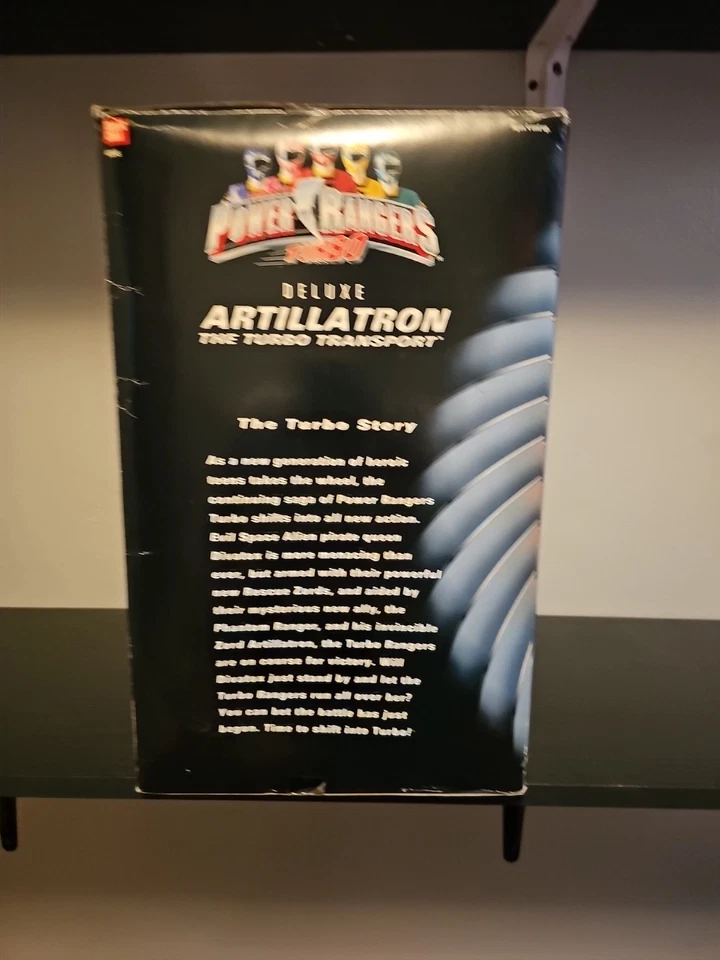 POWER RANGERS
TURBO
DELUXE
ARTILLATRON
THE TURBO TRANSPORT™
The Turbo Story
As a new generation of heroic
teens takes the wheel, the
continuing saga of Power Rangers
Turbo shifts into all new action.
Evil Space Alien pirate queen
Divatox is more menacing than
ever, but armed with their powerful
new Rescue Zords, and aided by
their mysterious new ally, the
Phantom Ranger, and his invincible
Zord Artillatron, the Turbo Rangers
are on course for victory. Will
Divatox just stand by and let the
Turbo Rangers run all over her?
You can bet the battle has just
begun. Time to shift into Turbo!